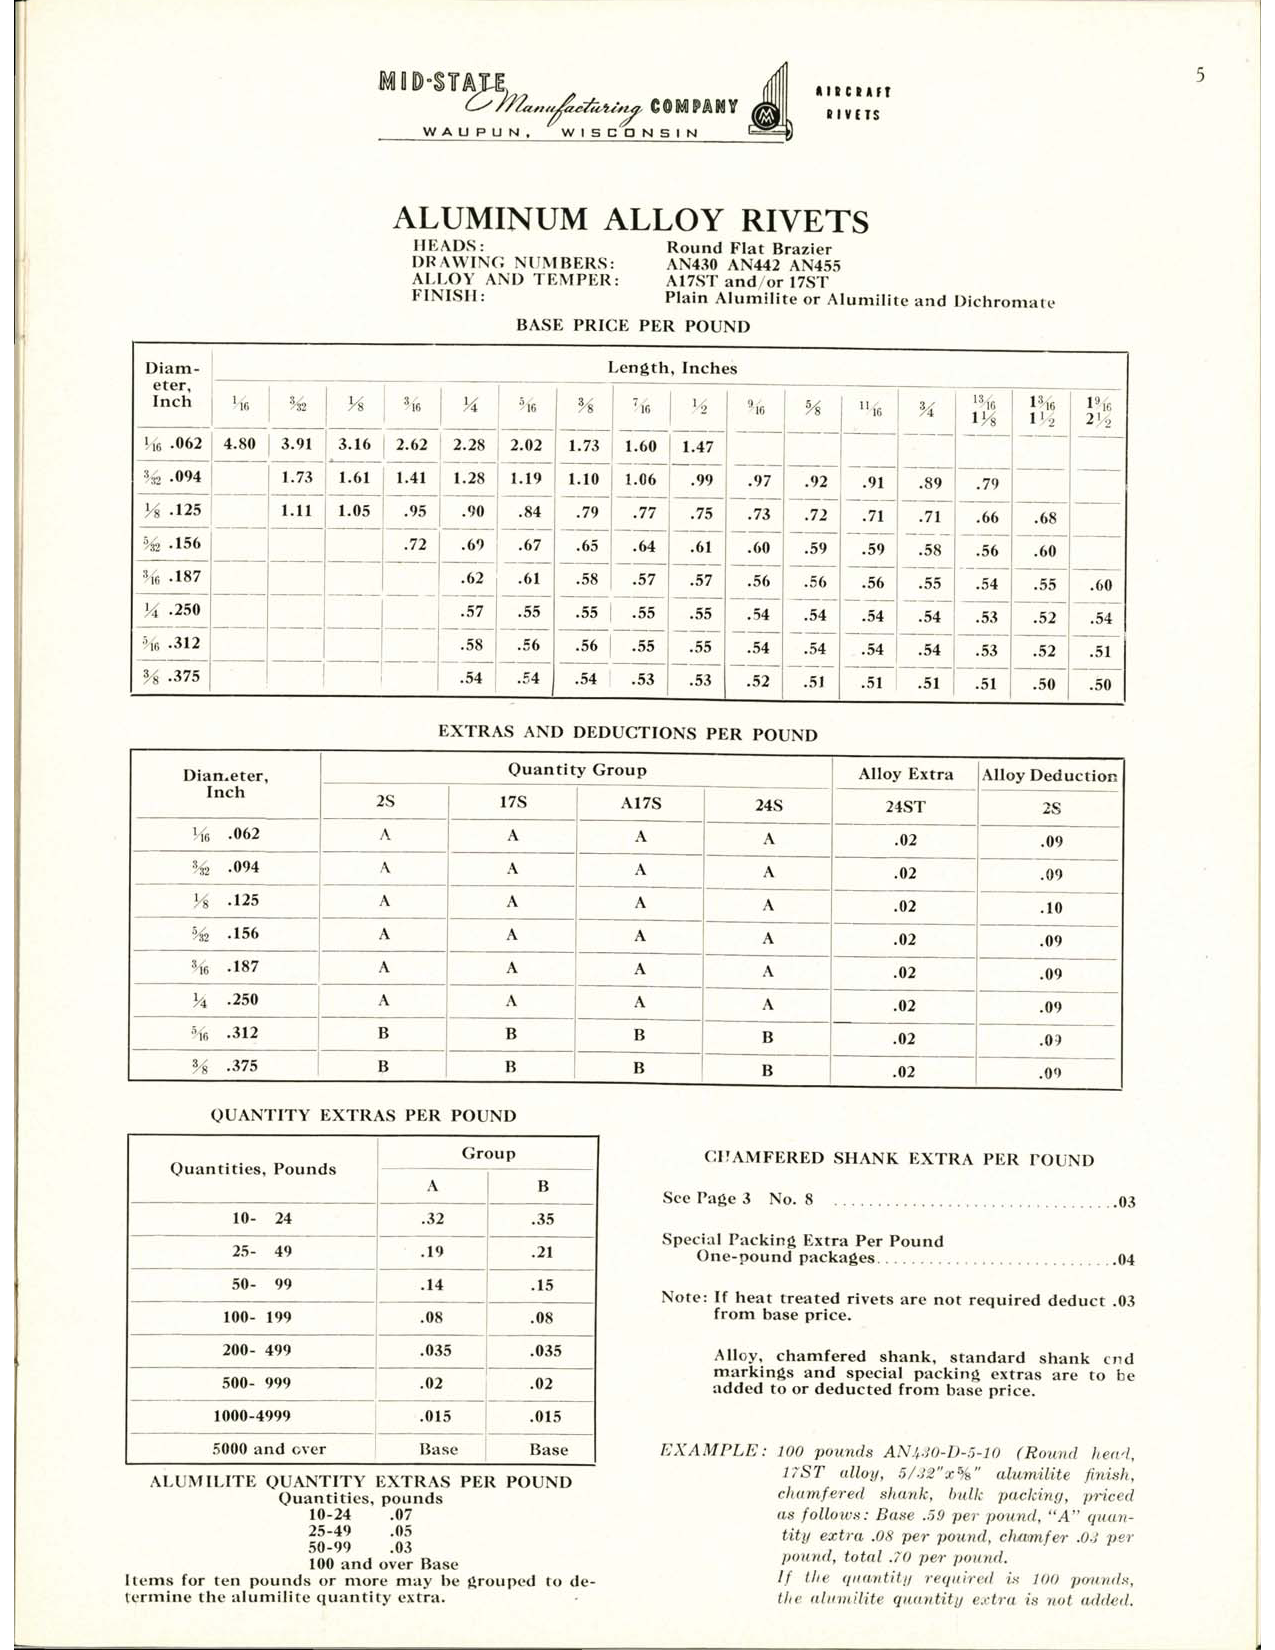 5
MID-STATE
Manufacturing COMPANY
WAUPUN, WISCONSIN
AIRCRAFT
RIVETS
ALUMINUM ALLOY RIVETS
HEADS: Round Flat Brazier
DRAWING NUMBERS: AN430 AN442 AN455
ALLOY AND TEMPER: A17ST and/or 17ST
FINISH: Plain Alumilite or Alumilite and Dichromate
BASE PRICE PER POUND
Diam-
eter,
Inch
Length, Inches
1/16 3/32 1/8 3/16 1/4 5/16 3/8 7/16 1/2 9/16 5/8 11/16 3/4 13/16 1 3/16 1 9/16
1 1/8 1 1/2 2 1/2
1/16 .062 4.80 3.91 3.16 2.62 2.28 2.02 1.73 1.60 1.47
3/32 .094 1.73 1.61 1.41 1.28 1.19 1.10 1.06 .99 .97 .92 .91 .89 .79
1/8 .125 1.11 1.05 .95 .90 .84 .79 .77 .75 .73 .72 .71 .71 .66 .68
5/32 .156 .72 .69 .67 .65 .64 .61 .60 .59 .59 .58 .56 .60
3/16 .187 .62 .61 .58 .57 .57 .56 .56 .56 .55 .54 .55 .60
1/4 .250 .57 .55 .55 .55 .55 .54 .54 .54 .54 .53 .52 .54
5/16 .312 .58 .56 .56 .55 .55 .54 .54 .54 .54 .53 .52 .51
3/8 .375 .54 .54 .54 .53 .53 .52 .51 .51 .51 .51 .50 .50
EXTRAS AND DEDUCTIONS PER POUND
Diameter,
Inch
Quantity Group Alloy Extra Alloy Deduction
2S 17S A17S 24S 24ST 2S
1/16 .062 A A A A .02 .09
3/32 .094 A A A A .02 .09
1/8 .125 A A A A .02 .10
5/32 .156 A A A A .02 .09
3/16 .187 A A A A .02 .09
1/4 .250 A A A A .02 .09
5/16 .312 B B B B .02 .09
3/8 .375 B B B B .02 .09
QUANTITY EXTRAS PER POUND
Quantities, Pounds
Group
A B
10- 24 .32 .35
25- 49 .19 .21
50- 99 .14 .15
100- 199 .08 .08
200- 499 .035 .035
500- 999 .02 .02
1000-4999 .015 .015
5000 and over Base Base
ALUMILITE QUANTITY EXTRAS PER POUND
Quantities, pounds
10-24 .07
25-49 .05
50-99 .03
100 and over Base
Items for ten pounds or more may be grouped to de-
termine the alumilite quantity extra.
CHAMFERED SHANK EXTRA PER POUND
See Page 3 No. 8 ................................. .03
Special Packing Extra Per Pound
One-pound packages............................ .04
Note: If heat treated rivets are not required deduct .03
from base price.
Alloy, chamfered shank, standard shank end
markings and special packing extras are to be
added to or deducted from base price.
EXAMPLE: 100 pounds AN430-D-5-10 (Round head,
17ST alloy, 5/32"x5/8" alumilite finish,
chamfered shank, bulk packing, priced
as follows: Base .59 per pound, "A" quan-
tity extra .08 per pound, chamfer .03 per
pound, total .70 per pound.
If the quantity required is 100 pounds,
the alumilite quantity extra is not added.